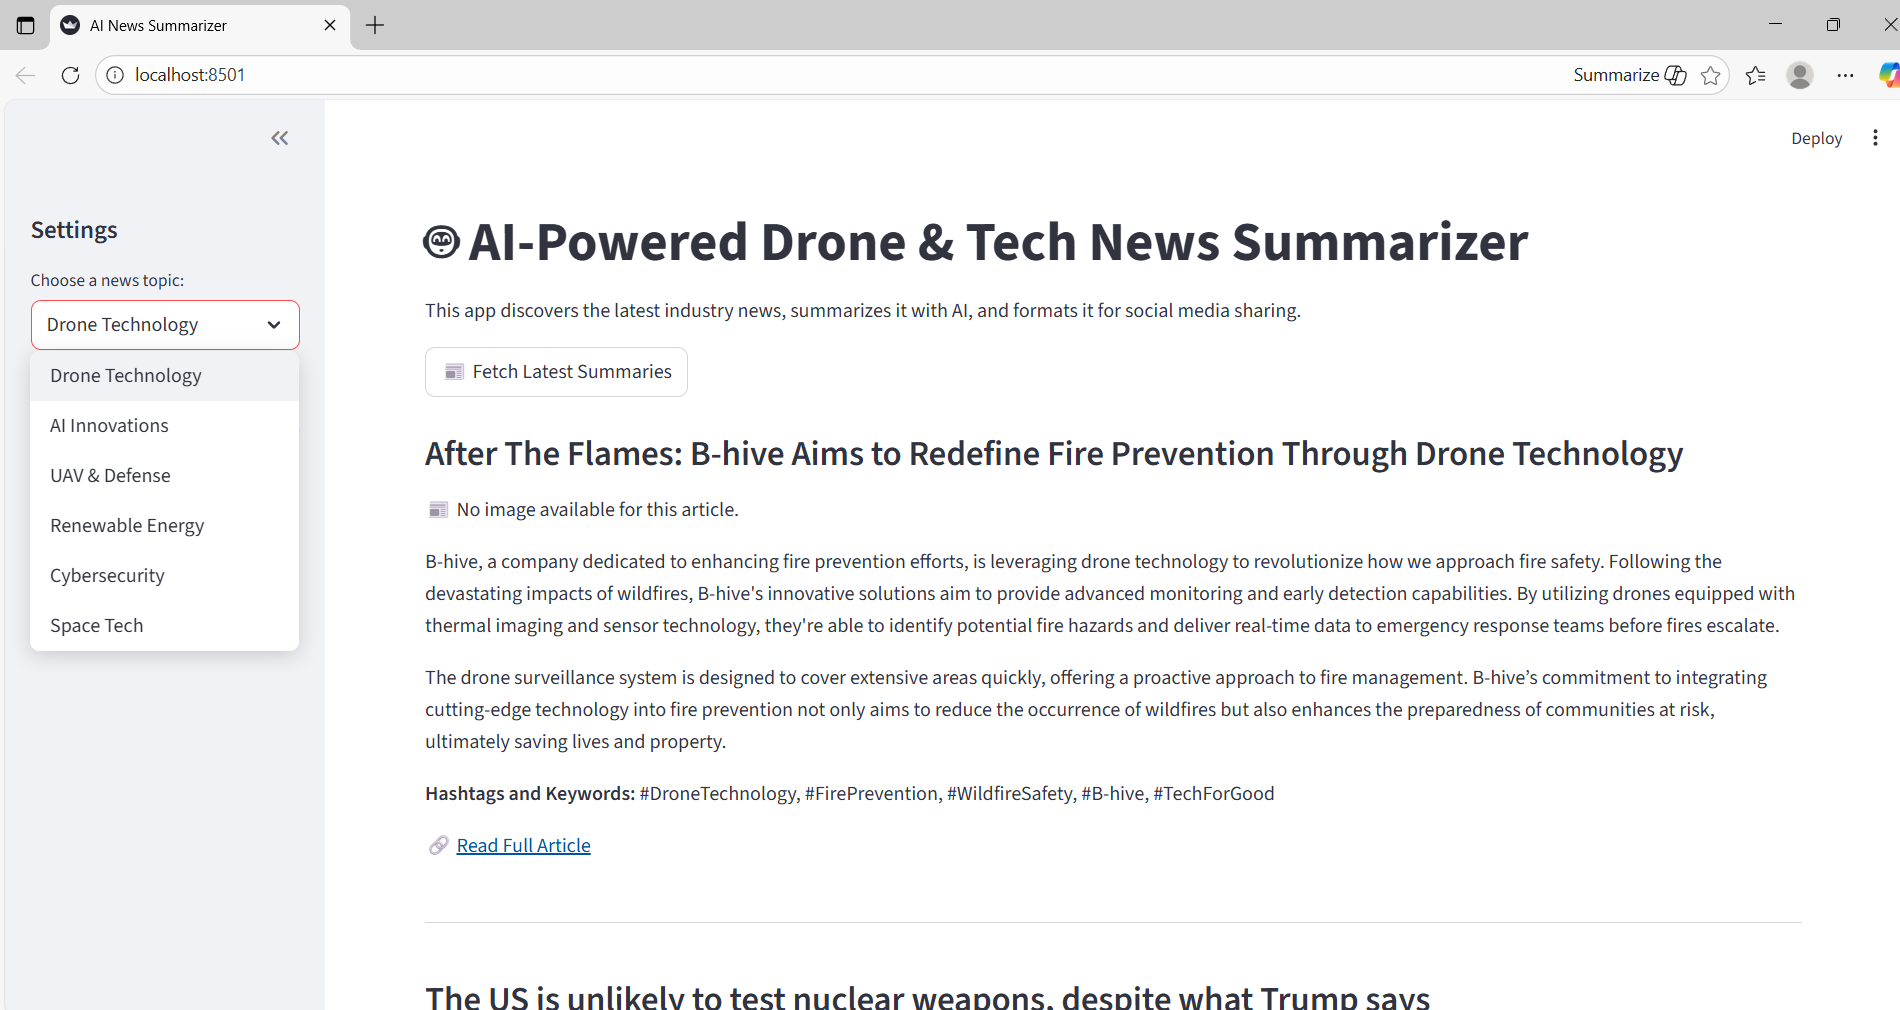 AI News Summarizer
localhost:8501
Summarize
Deploy
Settings
Choose a news topic:
Drone Technology
Drone Technology
AI Innovations
UAV & Defense
Renewable Energy
Cybersecurity
Space Tech
AI-Powered Drone & Tech News Summarizer
This app discovers the latest industry news, summarizes it with AI, and formats it for social media sharing.
Fetch Latest Summaries
After The Flames: B-hive Aims to Redefine Fire Prevention Through Drone Technology
No image available for this article.
B-hive, a company dedicated to enhancing fire prevention efforts, is leveraging drone technology to revolutionize how we approach fire safety. Following the
devastating impacts of wildfires, B-hive's innovative solutions aim to provide advanced monitoring and early detection capabilities. By utilizing drones equipped with
thermal imaging and sensor technology, they're able to identify potential fire hazards and deliver real-time data to emergency response teams before fires escalate.
The drone surveillance system is designed to cover extensive areas quickly, offering a proactive approach to fire management. B-hive’s commitment to integrating
cutting-edge technology into fire prevention not only aims to reduce the occurrence of wildfires but also enhances the preparedness of communities at risk,
ultimately saving lives and property.
Hashtags and Keywords: #DroneTechnology, #FirePrevention, #WildfireSafety, #B-hive, #TechForGood
Read Full Article
The US is unlikely to test nuclear weapons, despite what Trump says